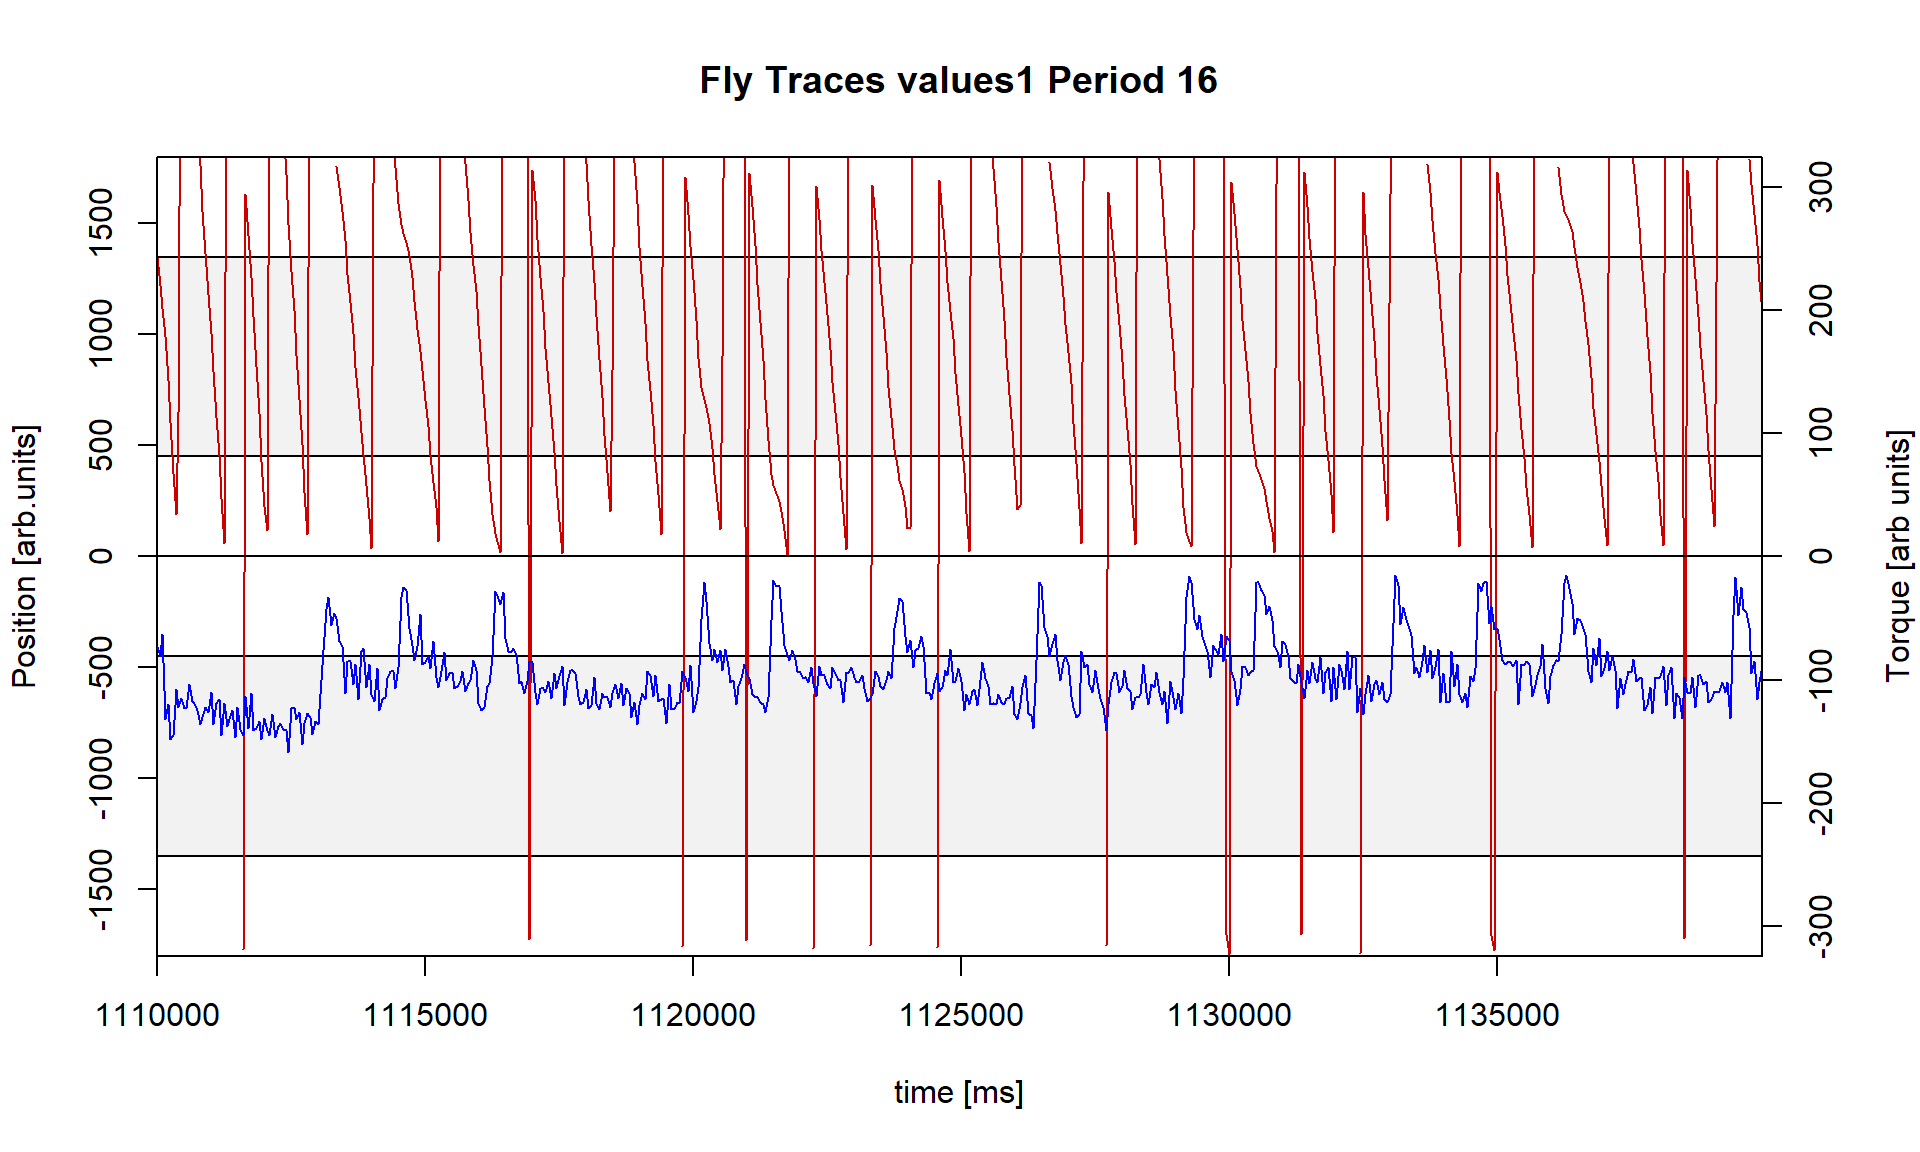 Fly Traces values1 Period 16
Position [arb.units]
1500
1000
500
0
-500
-1000
-1500
300
200
100
0
-100
-200
-300
Torque [arb units]
1110000 1115000 1120000 1125000 1130000 1135000
time [ms]